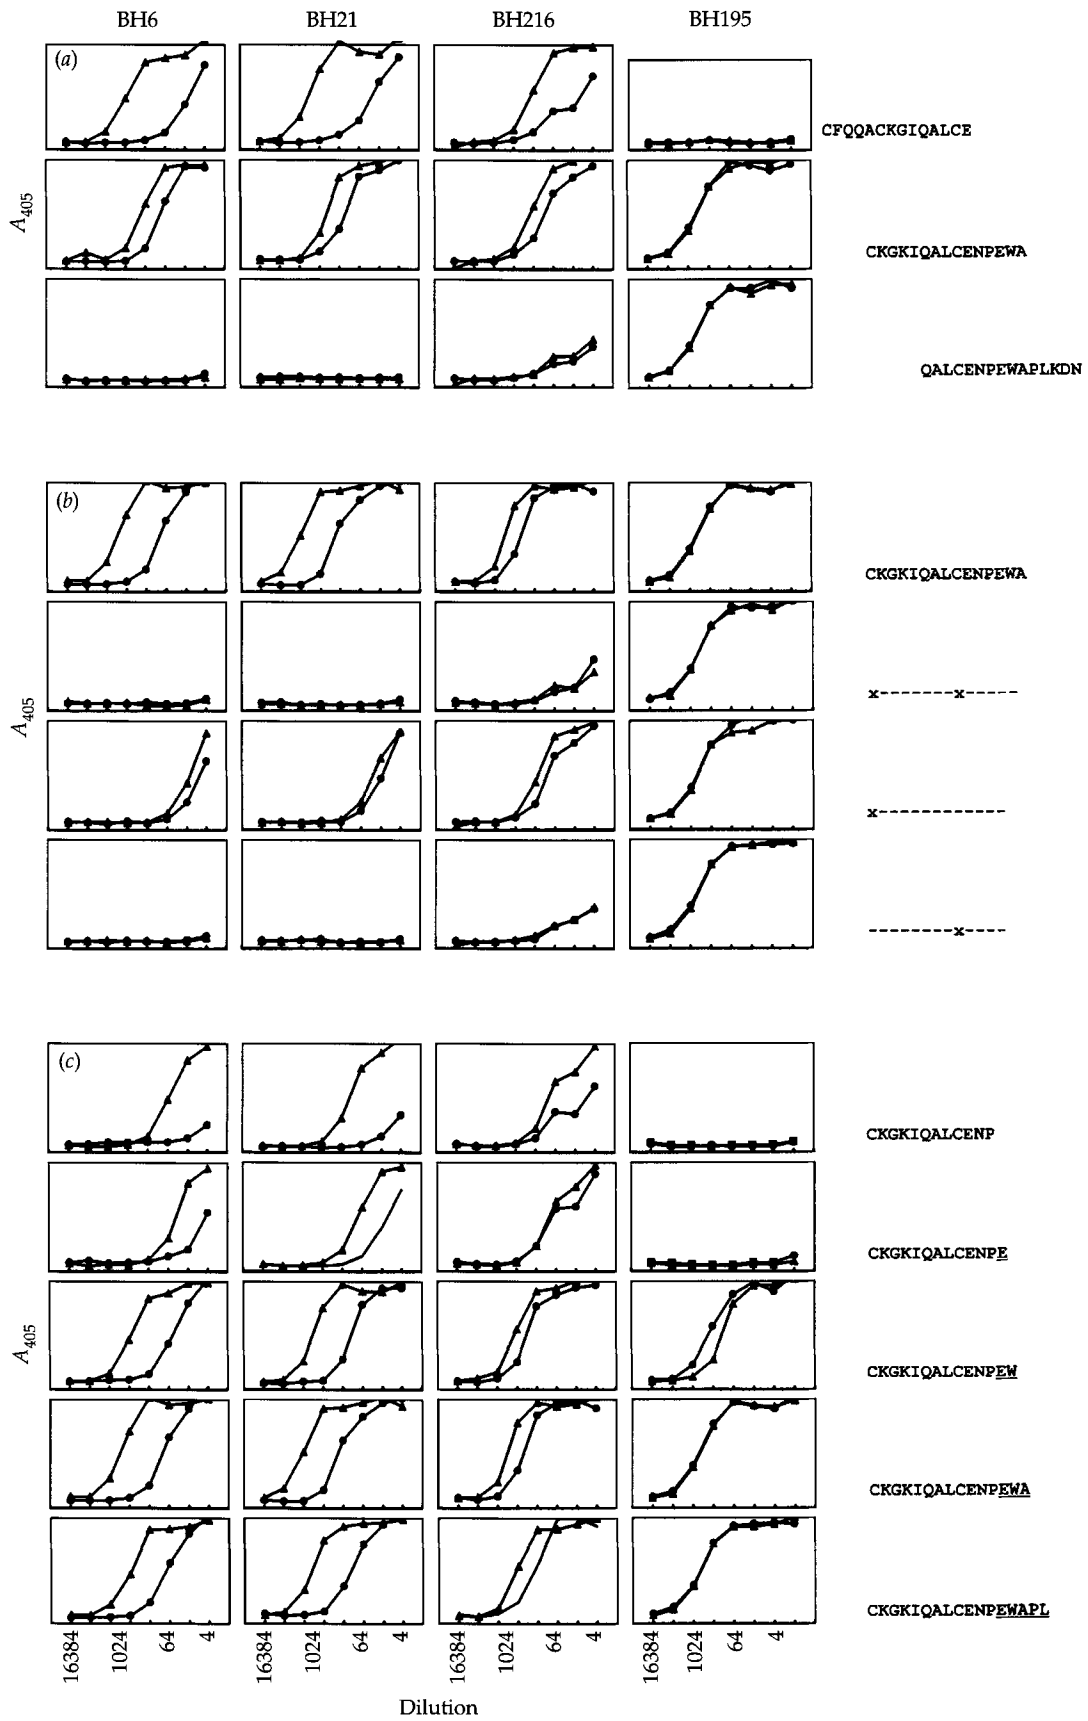 BH6 BH21 BH216 BH195
(a)
CFQQACKGIQALCE
A405
CKGKIQALCENPEWA
QALCENPEWAPLKDN
(b)
CKGKIQALCENPEWA
A405
x--------x-----
x-------------
---------x----
(c)
CKGKIQALCENP
CKGKIQALCENPE
A405
CKGKIQALCENPEW
CKGKIQALCENPEWA
CKGKIQALCENPEWAPL
16384 1024 64 4 16384 1024 64 4 16384 1024 64 4 16384 1024 64 4
Dilution